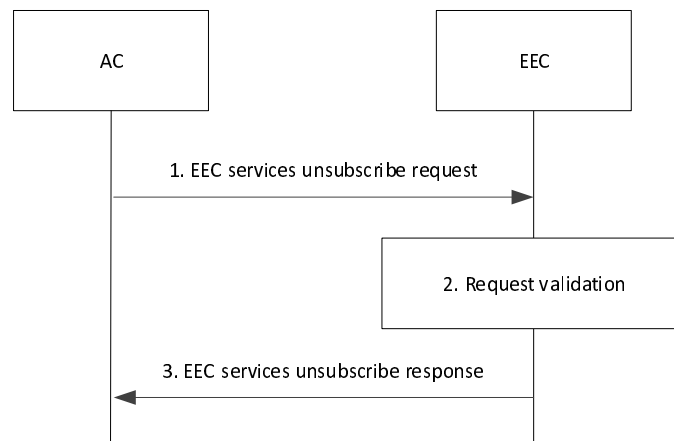 AC
EEC
1. EEC services unsubscribe request
2. Request validation
3. EEC services unsubscribe response